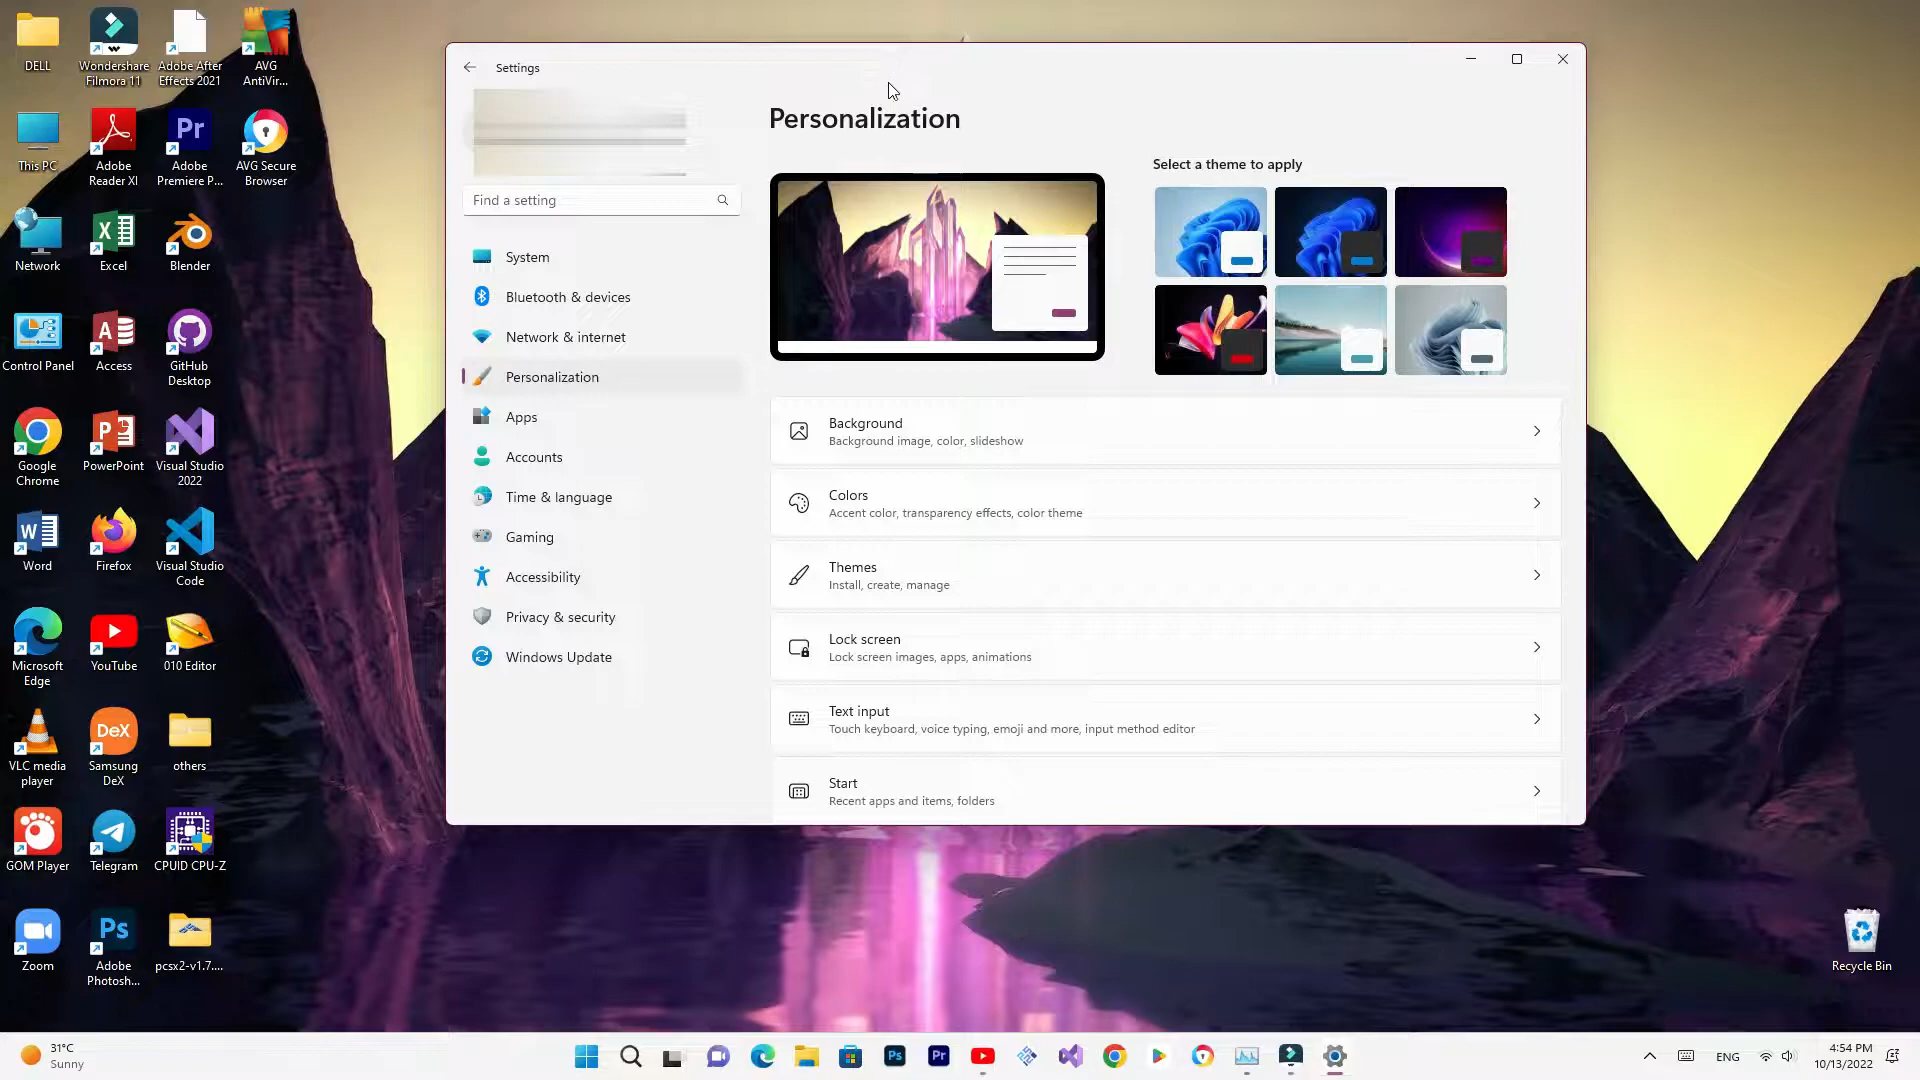 DELL
Wondershare
Filmora 11
Adobe After
Effects 2021
AVG
AntiVir...
This PC
Adobe
Reader XI
Adobe
Premiere P...
AVG Secure
Browser
Network
Excel
Blender
Control Panel
Access
GitHub
Desktop
Google
Chrome
PowerPoint
Visual Studio
2022
Word
Firefox
Visual Studio
Code
Microsoft
Edge
YouTube
010 Editor
VLC media
player
DeX
Samsung
DeX
others
GOM Player
Telegram
CPUID CPU-Z
Zoom
Ps
Adobe
Photosh...
pcsx2-v1.7....
Recycle Bin
Settings
Find a setting
System
Bluetooth & devices
Network & internet
Personalization
Apps
Accounts
Time & language
Gaming
Accessibility
Privacy & security
Windows Update
Personalization
Select a theme to apply
Background
Background image, color, slideshow
Colors
Accent color, transparency effects, color theme
Themes
Install, create, manage
Lock screen
Lock screen images, apps, animations
Text input
Touch keyboard, voice typing, emoji and more, input method editor
Start
Recent apps and items, folders
31°C
Sunny
Ps
Pr
ENG
4:54 PM
10/13/2022